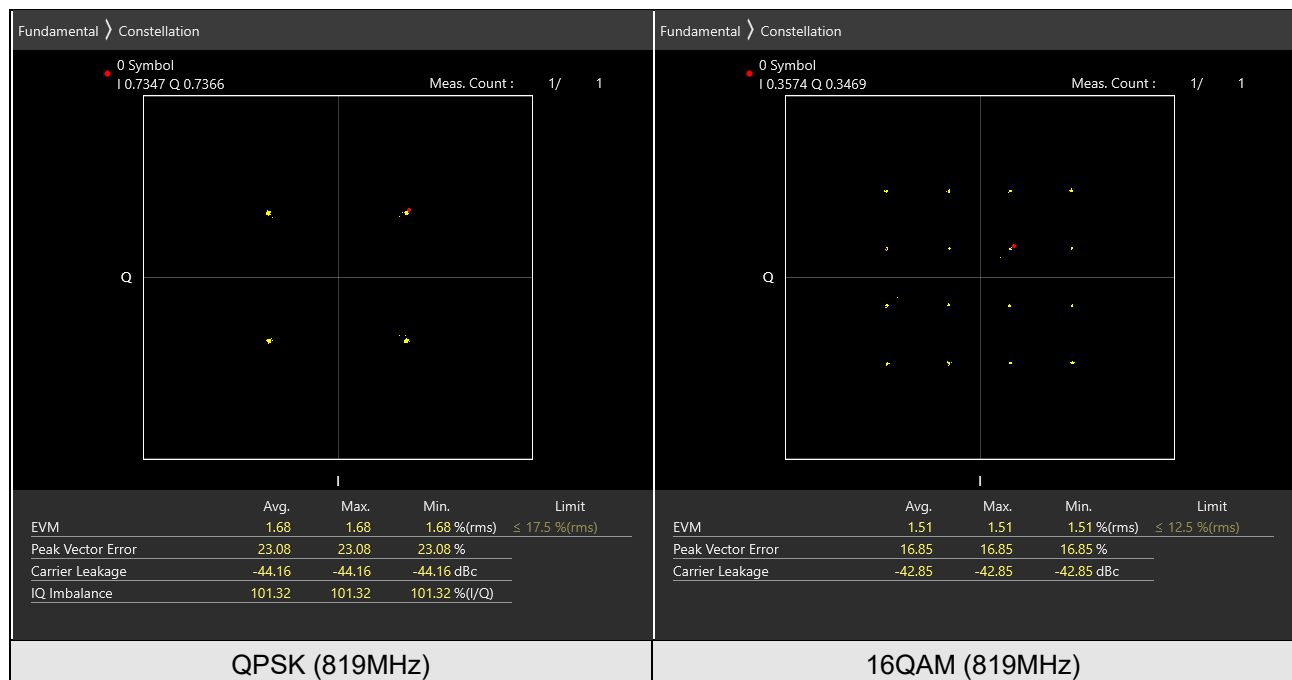 Fundamental 〉 Constellation
0 Symbol
I 0.7347 Q 0.7366
Meas. Count : 1/ 1
Q
I
Avg. Max. Min. Limit
EVM 1.68 1.68 1.68 %(rms) ≤ 17.5 %(rms)
Peak Vector Error 23.08 23.08 23.08 %
Carrier Leakage -44.16 -44.16 -44.16 dBc
IQ Imbalance 101.32 101.32 101.32 %(I/Q)
QPSK (819MHz)
Fundamental 〉 Constellation
0 Symbol
I 0.3574 Q 0.3469
Meas. Count : 1/ 1
Q
I
Avg. Max. Min. Limit
EVM 1.51 1.51 1.51 %(rms) ≤ 12.5 %(rms)
Peak Vector Error 16.85 16.85 16.85 %
Carrier Leakage -42.85 -42.85 -42.85 dBc
16QAM (819MHz)